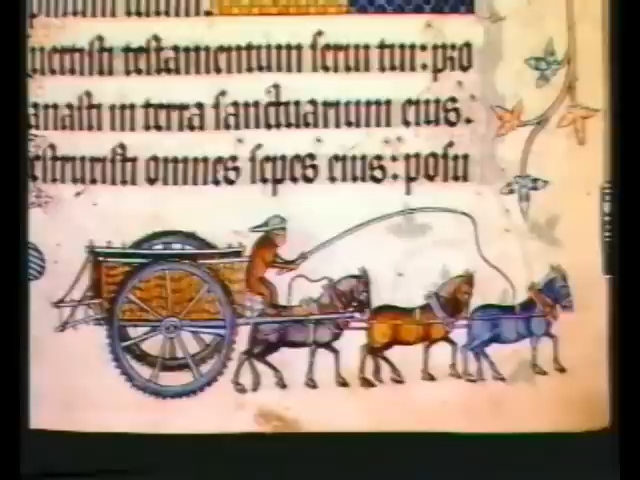 uertisti testamentum serui tui: pro
anasti in terra sanctuarium eius.
estruxisti omnes sepes eius: posu